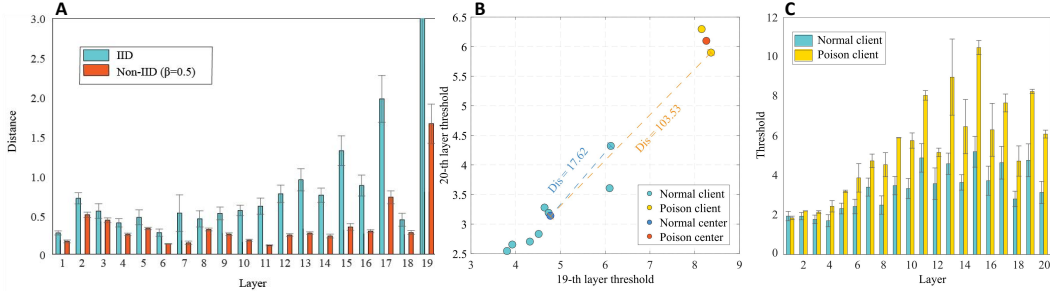 A
3.0
2.5
2.0
1.5
1.0
0.5
0
Distance
IID
Non-IID (β=0.5)
1 2 3 4 5 6 7 8 9 10 11 12 13 14 15 16 17 18 19
Layer
B
6.5
6
5.5
5
4.5
4
3.5
3
2.5
20-th layer threshold
Dis = 17.62
Dis = 103.53
Normal client
Poison client
Normal center
Poison center
3 4 5 6 7 8 9
19-th layer threshold
C
12
10
8
6
4
2
0
Threshold
Normal client
Poison client
2 4 6 8 10 12 14 16 18 20
Layer